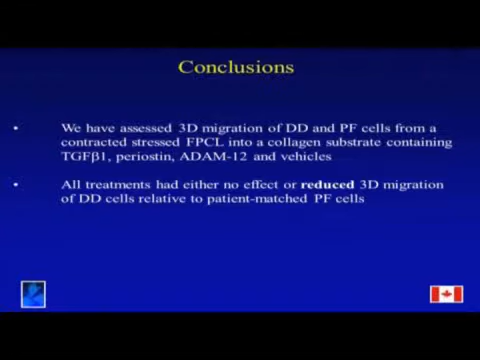 Conclusions
• We have assessed 3D migration of DD and PF cells from a
contracted stressed FPCL into a collagen substrate containing
TGFβ1, periostin, ADAM-12 and vehicles
• All treatments had either no effect or reduced 3D migration
of DD cells relative to patient-matched PF cells